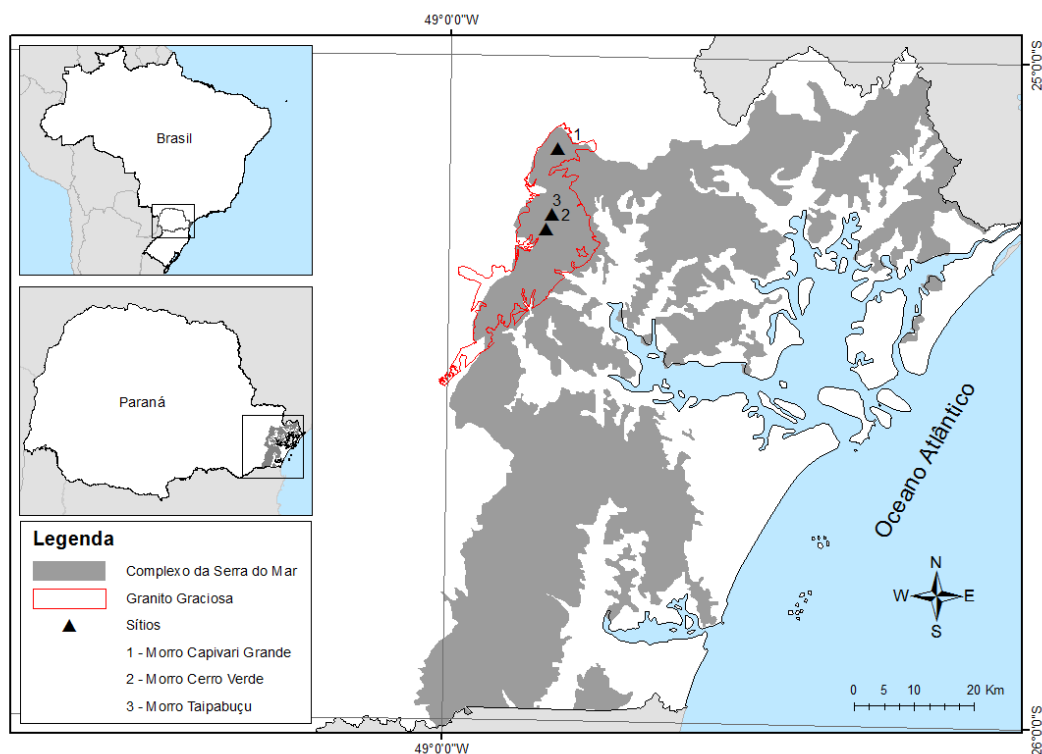 49°0'0"W
25°0'0"S
Brasil
Paraná
1
3
2
Oceano Atlântico
N
W E
S
Legenda
Complexo da Serra do Mar
Granito Graciosa
Sítios
1 - Morro Capivari Grande
2 - Morro Cerro Verde
3 - Morro Taipabuçu
0 5 10 20 Km
49°0'0"W
26°0'0"S